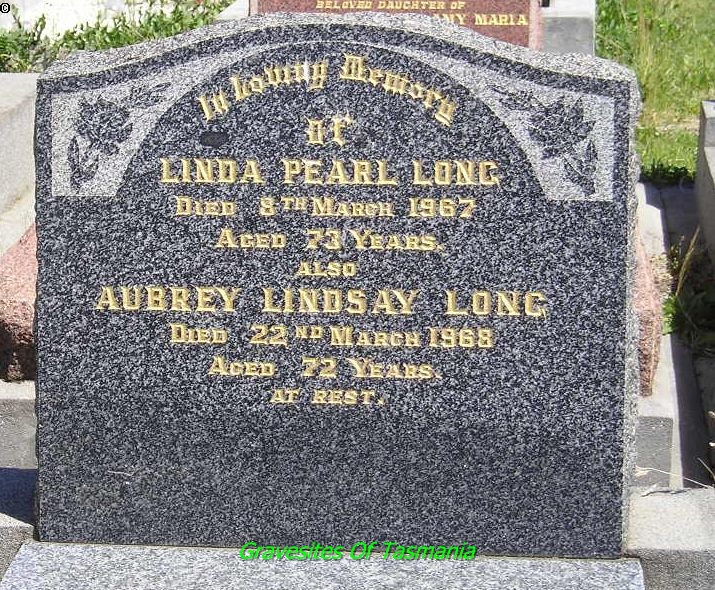 ©
BELOVED DAUGHTER OF
MARIA
In Loving Memory
Of
LINDA PEARL LONG
DIED 8TH MARCH 1967
AGED 73 YEARS.
ALSO
AUBREY LINDSAY LONG
DIED 22ND MARCH 1968
AGED 72 YEARS.
AT REST.
Gravesites Of Tasmania